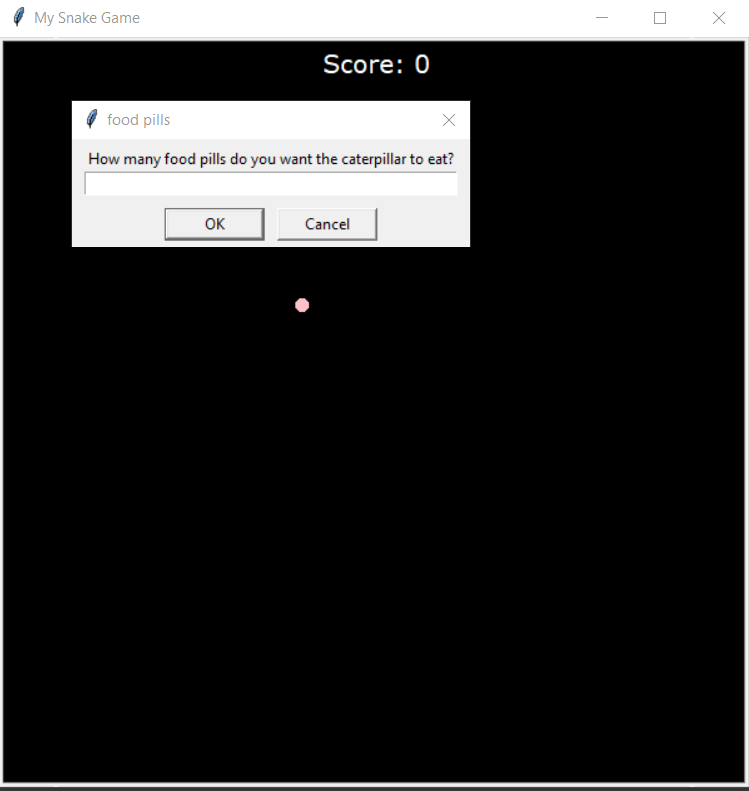 My Snake Game
Score: 0
food pills
How many food pills do you want the caterpillar to eat?
OK Cancel